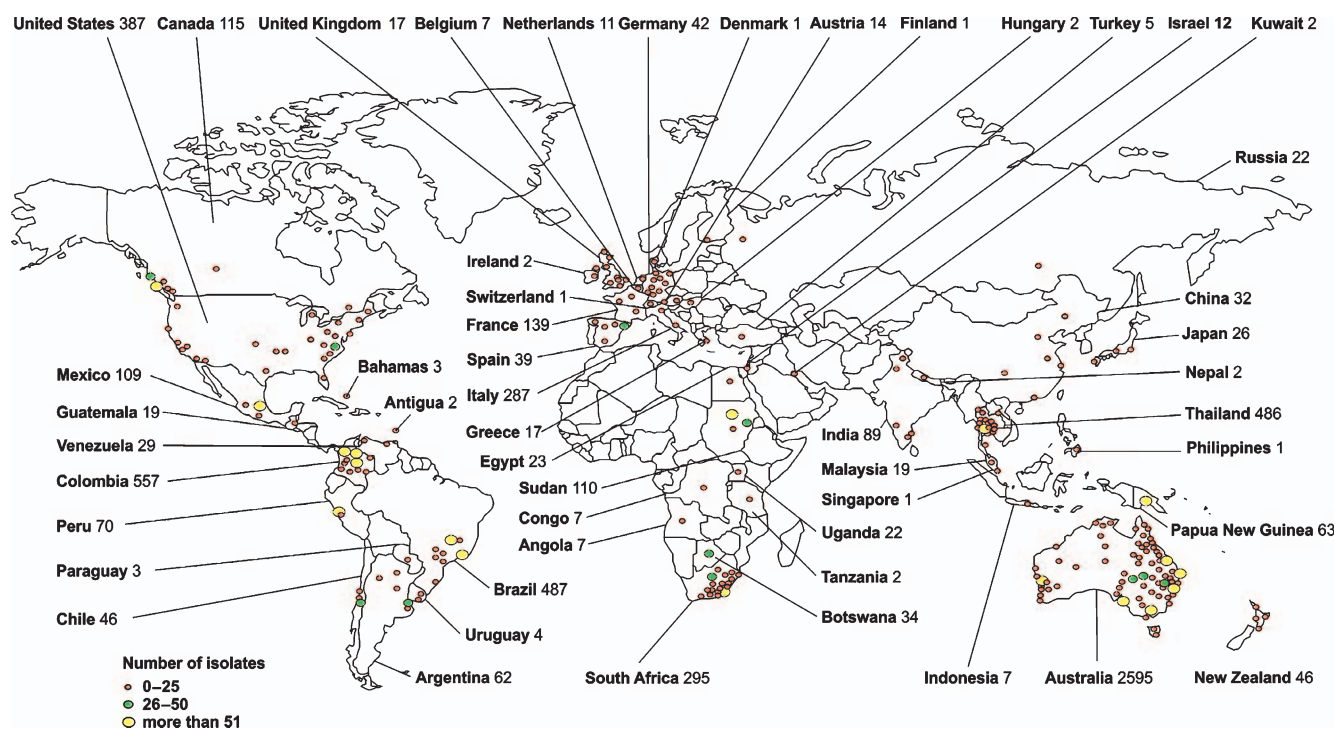 United States 387
Canada 115
United Kingdom 17
Belgium 7
Netherlands 11
Germany 42
Denmark 1
Austria 14
Finland 1
Hungary 2
Turkey 5
Israel 12
Kuwait 2
Russia 22
Ireland 2
Switzerland 1
France 139
Spain 39
Italy 287
Greece 17
Egypt 23
Sudan 110
Congo 7
Angola 7
China 32
Japan 26
Nepal 2
Thailand 486
Philippines 1
India 89
Malaysia 19
Singapore 1
Uganda 22
Papua New Guinea 63
Tanzania 2
Botswana 34
Mexico 109
Bahamas 3
Guatemala 19
Antigua 2
Venezuela 29
Colombia 557
Peru 70
Paraguay 3
Brazil 487
Chile 46
Uruguay 4
Argentina 62
South Africa 295
Indonesia 7
Australia 2595
New Zealand 46
Number of isolates
0–25
26–50
more than 51